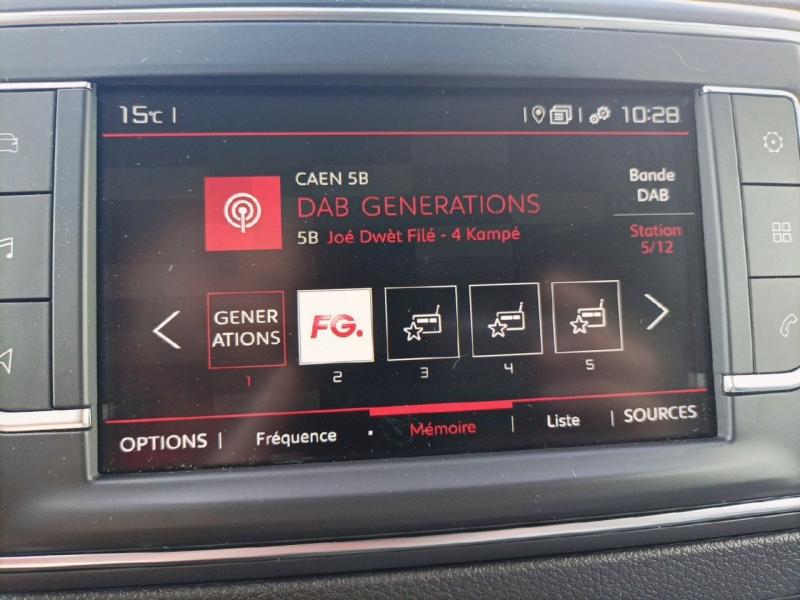 15°C
10:28
CAEN 5B
DAB GENERATIONS
5B Joé Dwèt Filé - 4 Kampé
Bande
DAB
Station
5/12
GENER
ATIONS
FG.
1
2
3
4
5
OPTIONS
Fréquence
Mémoire
Liste
SOURCES